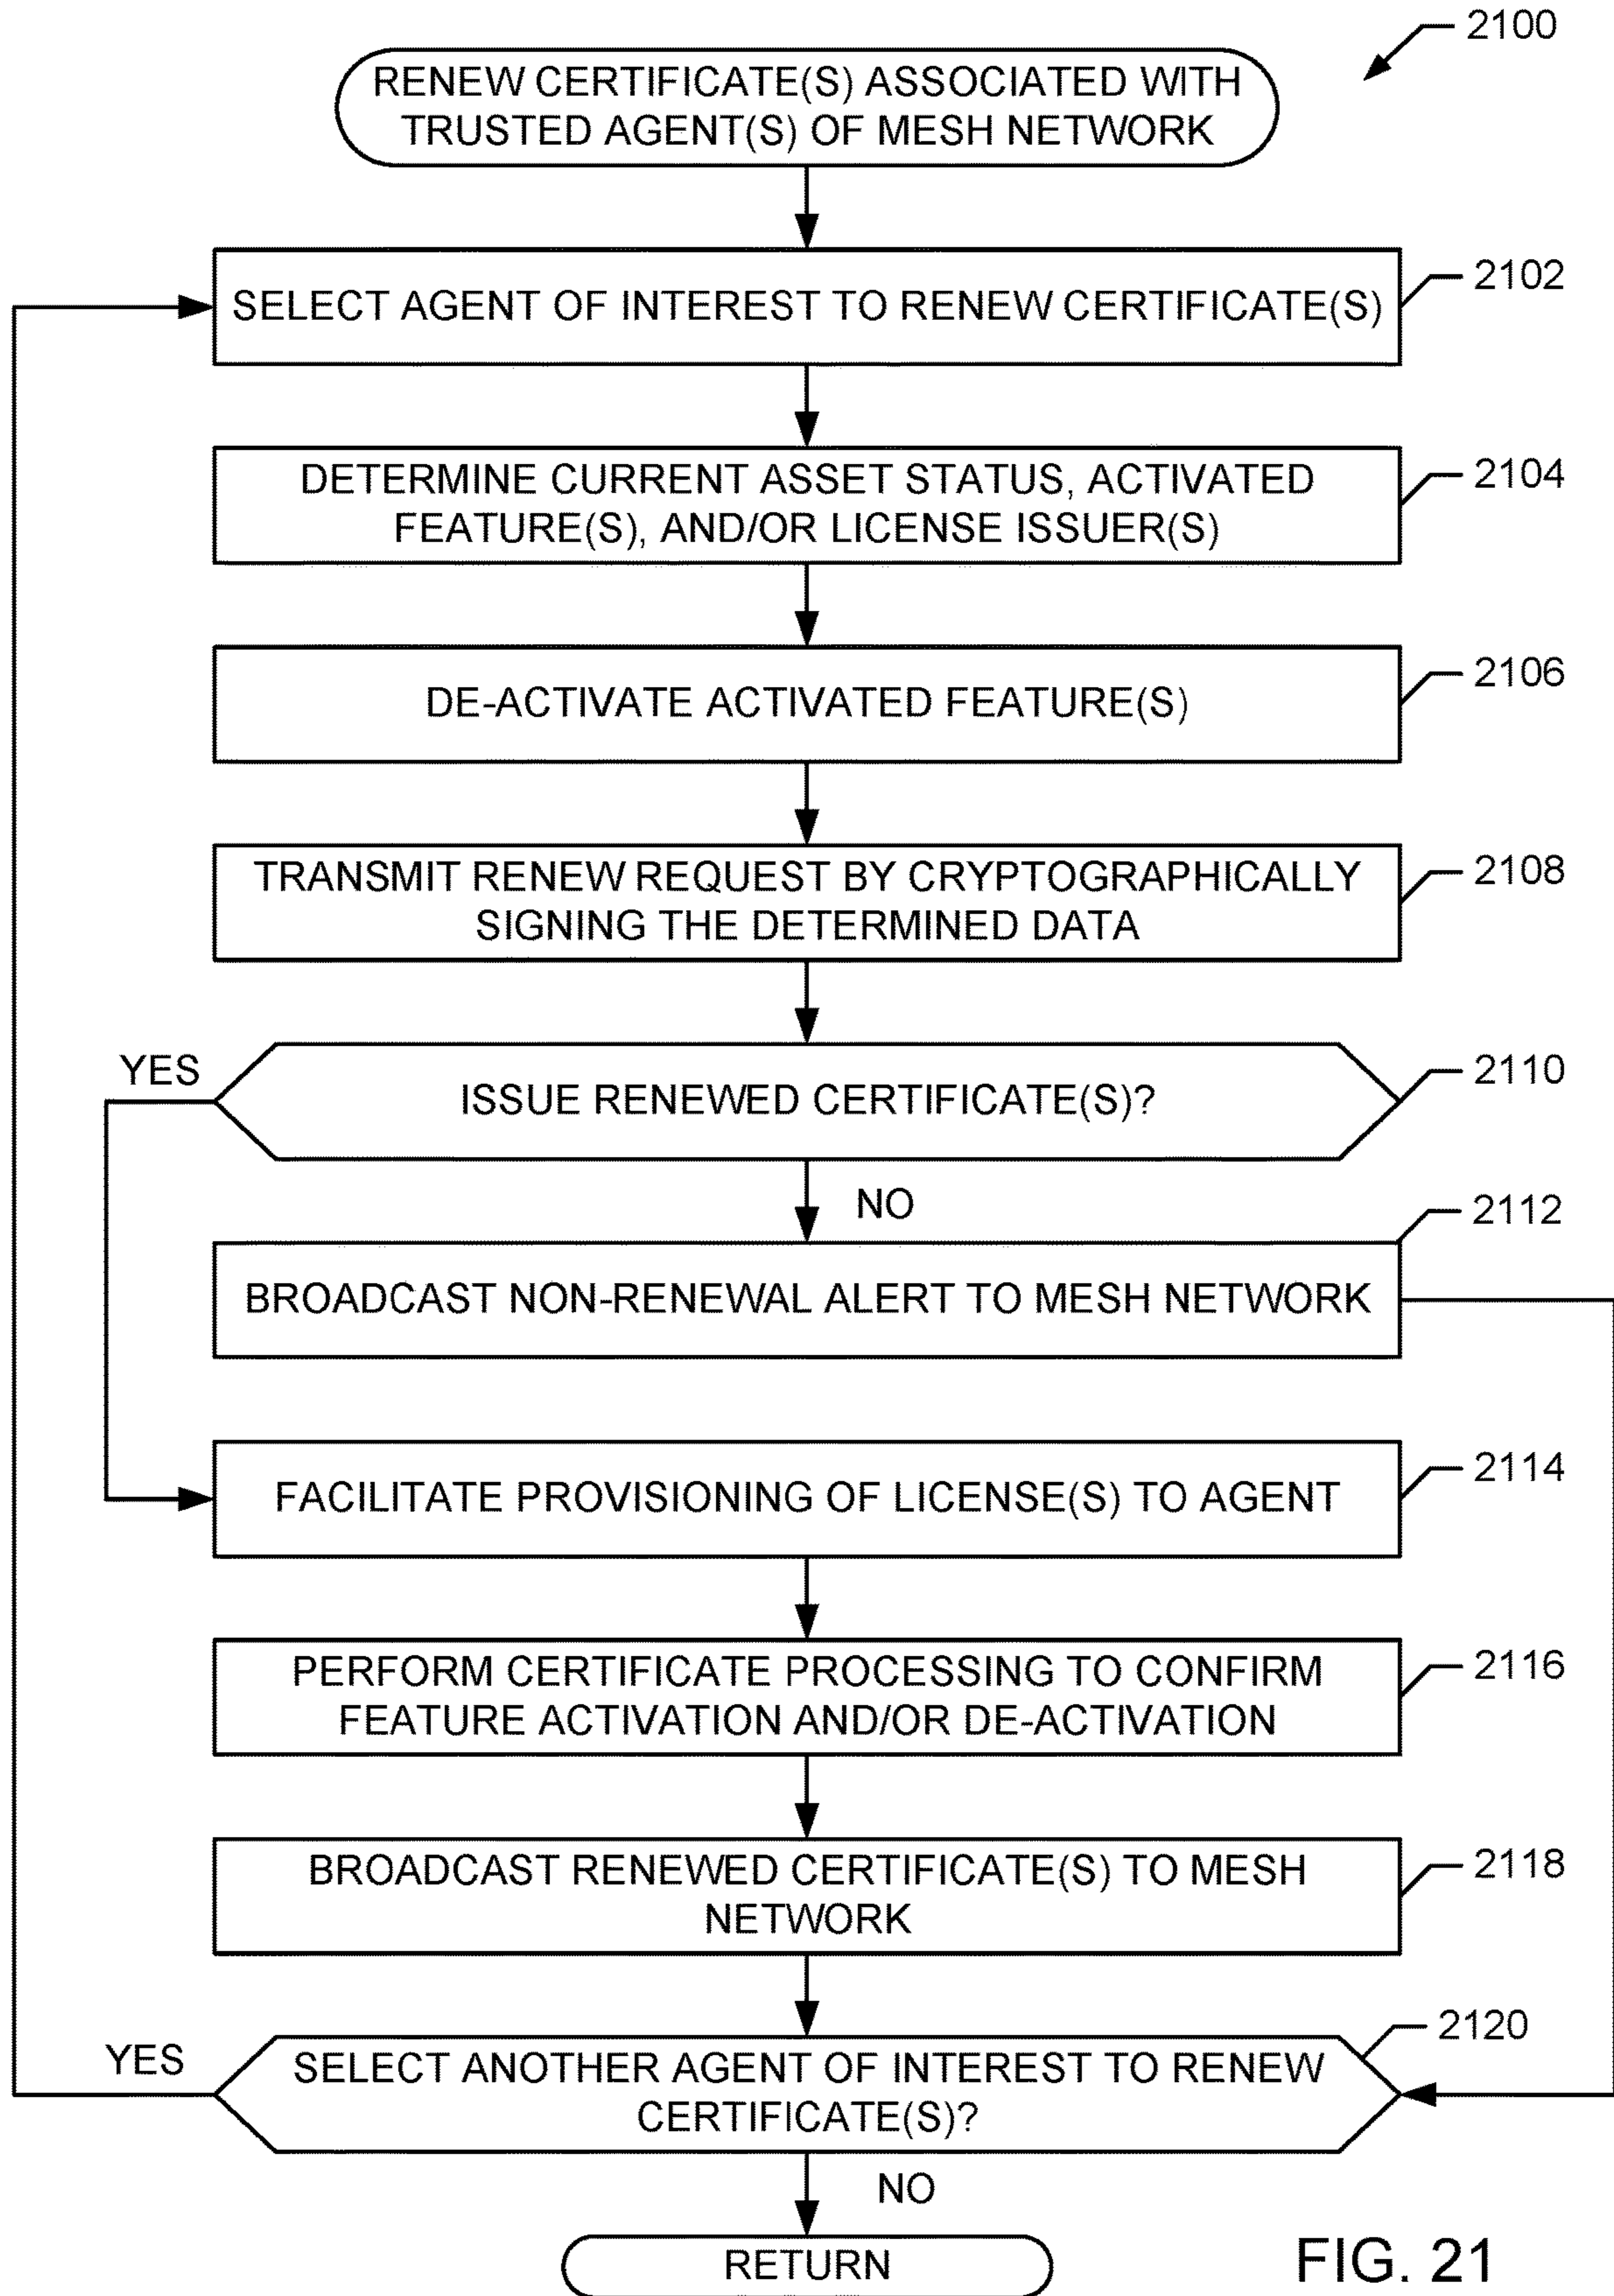 2100
RENEW CERTIFICATE(S) ASSOCIATED WITH
TRUSTED AGENT(S) OF MESH NETWORK
2102
SELECT AGENT OF INTEREST TO RENEW CERTIFICATE(S)
2104
DETERMINE CURRENT ASSET STATUS, ACTIVATED
FEATURE(S), AND/OR LICENSE ISSUER(S)
2106
DE-ACTIVATE ACTIVATED FEATURE(S)
2108
TRANSMIT RENEW REQUEST BY CRYPTOGRAPHICALLY
SIGNING THE DETERMINED DATA
YES
2110
ISSUE RENEWED CERTIFICATE(S)?
NO
2112
BROADCAST NON-RENEWAL ALERT TO MESH NETWORK
2114
FACILITATE PROVISIONING OF LICENSE(S) TO AGENT
2116
PERFORM CERTIFICATE PROCESSING TO CONFIRM
FEATURE ACTIVATION AND/OR DE-ACTIVATION
2118
BROADCAST RENEWED CERTIFICATE(S) TO MESH
NETWORK
2120
YES
SELECT ANOTHER AGENT OF INTEREST TO RENEW
CERTIFICATE(S)?
NO
RETURN
FIG. 21